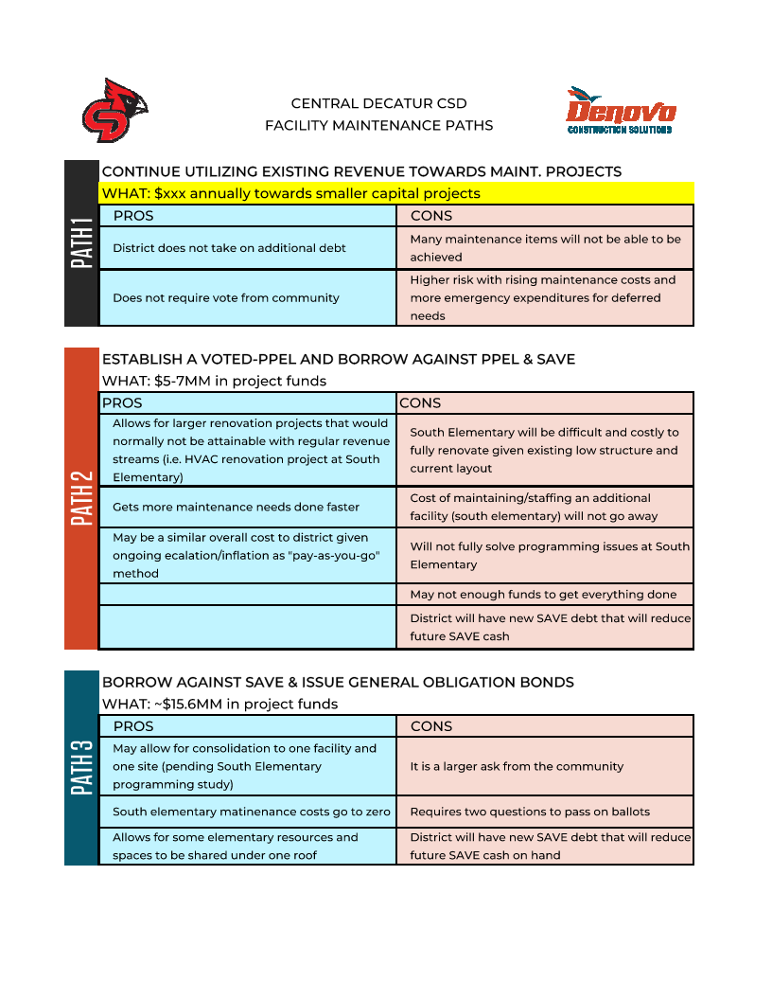 CENTRAL DECATUR CSD
FACILITY MAINTENANCE PATHS
Denovo
CONSTRUCTION SOLUTIONS
PATH 1
CONTINUE UTILIZING EXISTING REVENUE TOWARDS MAINT. PROJECTS
WHAT: $xxx annually towards smaller capital projects
PROS
CONS
District does not take on additional debt
Many maintenance items will not be able to be
achieved
Does not require vote from community
Higher risk with rising maintenance costs and
more emergency expenditures for deferred
needs
PATH 2
ESTABLISH A VOTED-PPEL AND BORROW AGAINST PPEL & SAVE
WHAT: $5-7MM in project funds
PROS
CONS
Allows for larger renovation projects that would
normally not be attainable with regular revenue
streams (i.e. HVAC renovation project at South
Elementary)
South Elementary will be difficult and costly to
fully renovate given existing low structure and
current layout
Gets more maintenance needs done faster
Cost of maintaining/staffing an additional
facility (south elementary) will not go away
May be a similar overall cost to district given
ongoing ecalation/inflation as "pay-as-you-go"
method
Will not fully solve programming issues at South
Elementary
May not enough funds to get everything done
District will have new SAVE debt that will reduce
future SAVE cash
PATH 3
BORROW AGAINST SAVE & ISSUE GENERAL OBLIGATION BONDS
WHAT: ~$15.6MM in project funds
PROS
CONS
May allow for consolidation to one facility and
one site (pending South Elementary
programming study)
It is a larger ask from the community
South elementary matinenance costs go to zero
Requires two questions to pass on ballots
Allows for some elementary resources and
spaces to be shared under one roof
District will have new SAVE debt that will reduce
future SAVE cash on hand